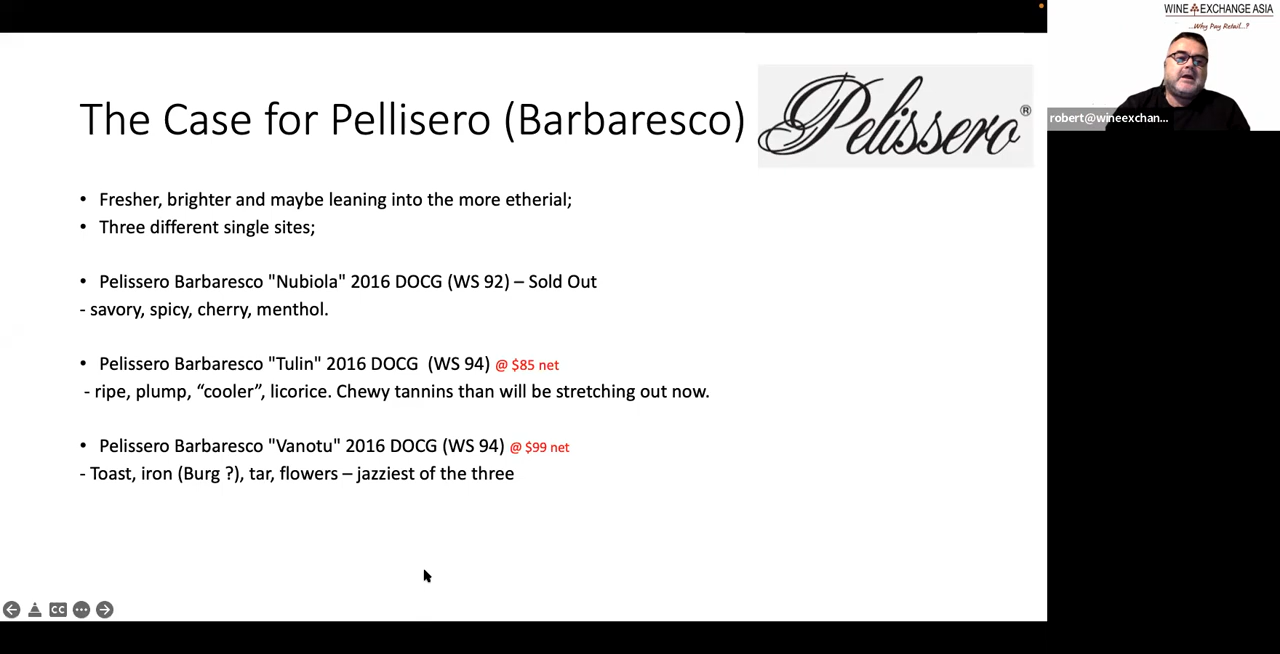 WINE EXCHANGE ASIA
...Why Pay Retail...?
robert@wineexchan...
The Case for Pellisero (Barbaresco)
Pelissero®
• Fresher, brighter and maybe leaning into the more etherial;
• Three different single sites;
• Pelissero Barbaresco "Nubiola" 2016 DOCG (WS 92) – Sold Out
- savory, spicy, cherry, menthol.
• Pelissero Barbaresco "Tulin" 2016 DOCG (WS 94) @ $85 net
- ripe, plump, “cooler”, licorice. Chewy tannins than will be stretching out now.
• Pelissero Barbaresco "Vanotu" 2016 DOCG (WS 94) @ $99 net
- Toast, iron (Burg ?), tar, flowers – jazziest of the three
CC